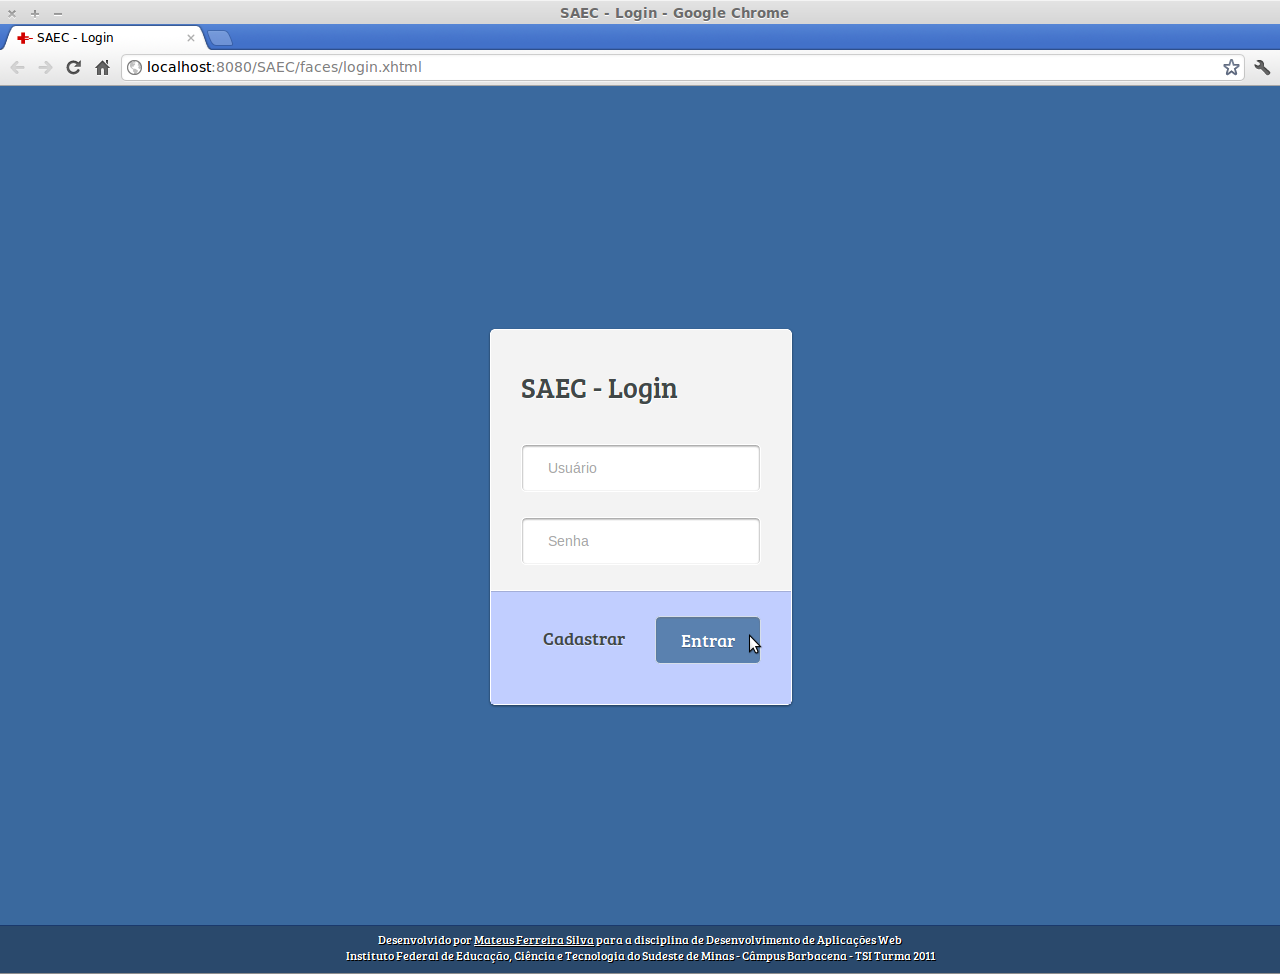 SAEC - Login - Google Chrome
SAEC - Login
localhost:8080/SAEC/faces/login.xhtml
SAEC - Login
Usuário
Senha
Cadastrar
Entrar
Desenvolvido por Mateus Ferreira Silva para a disciplina de Desenvolvimento de Aplicações Web
Instituto Federal de Educação, Ciência e Tecnologia do Sudeste de Minas - Câmpus Barbacena - TSI Turma 2011